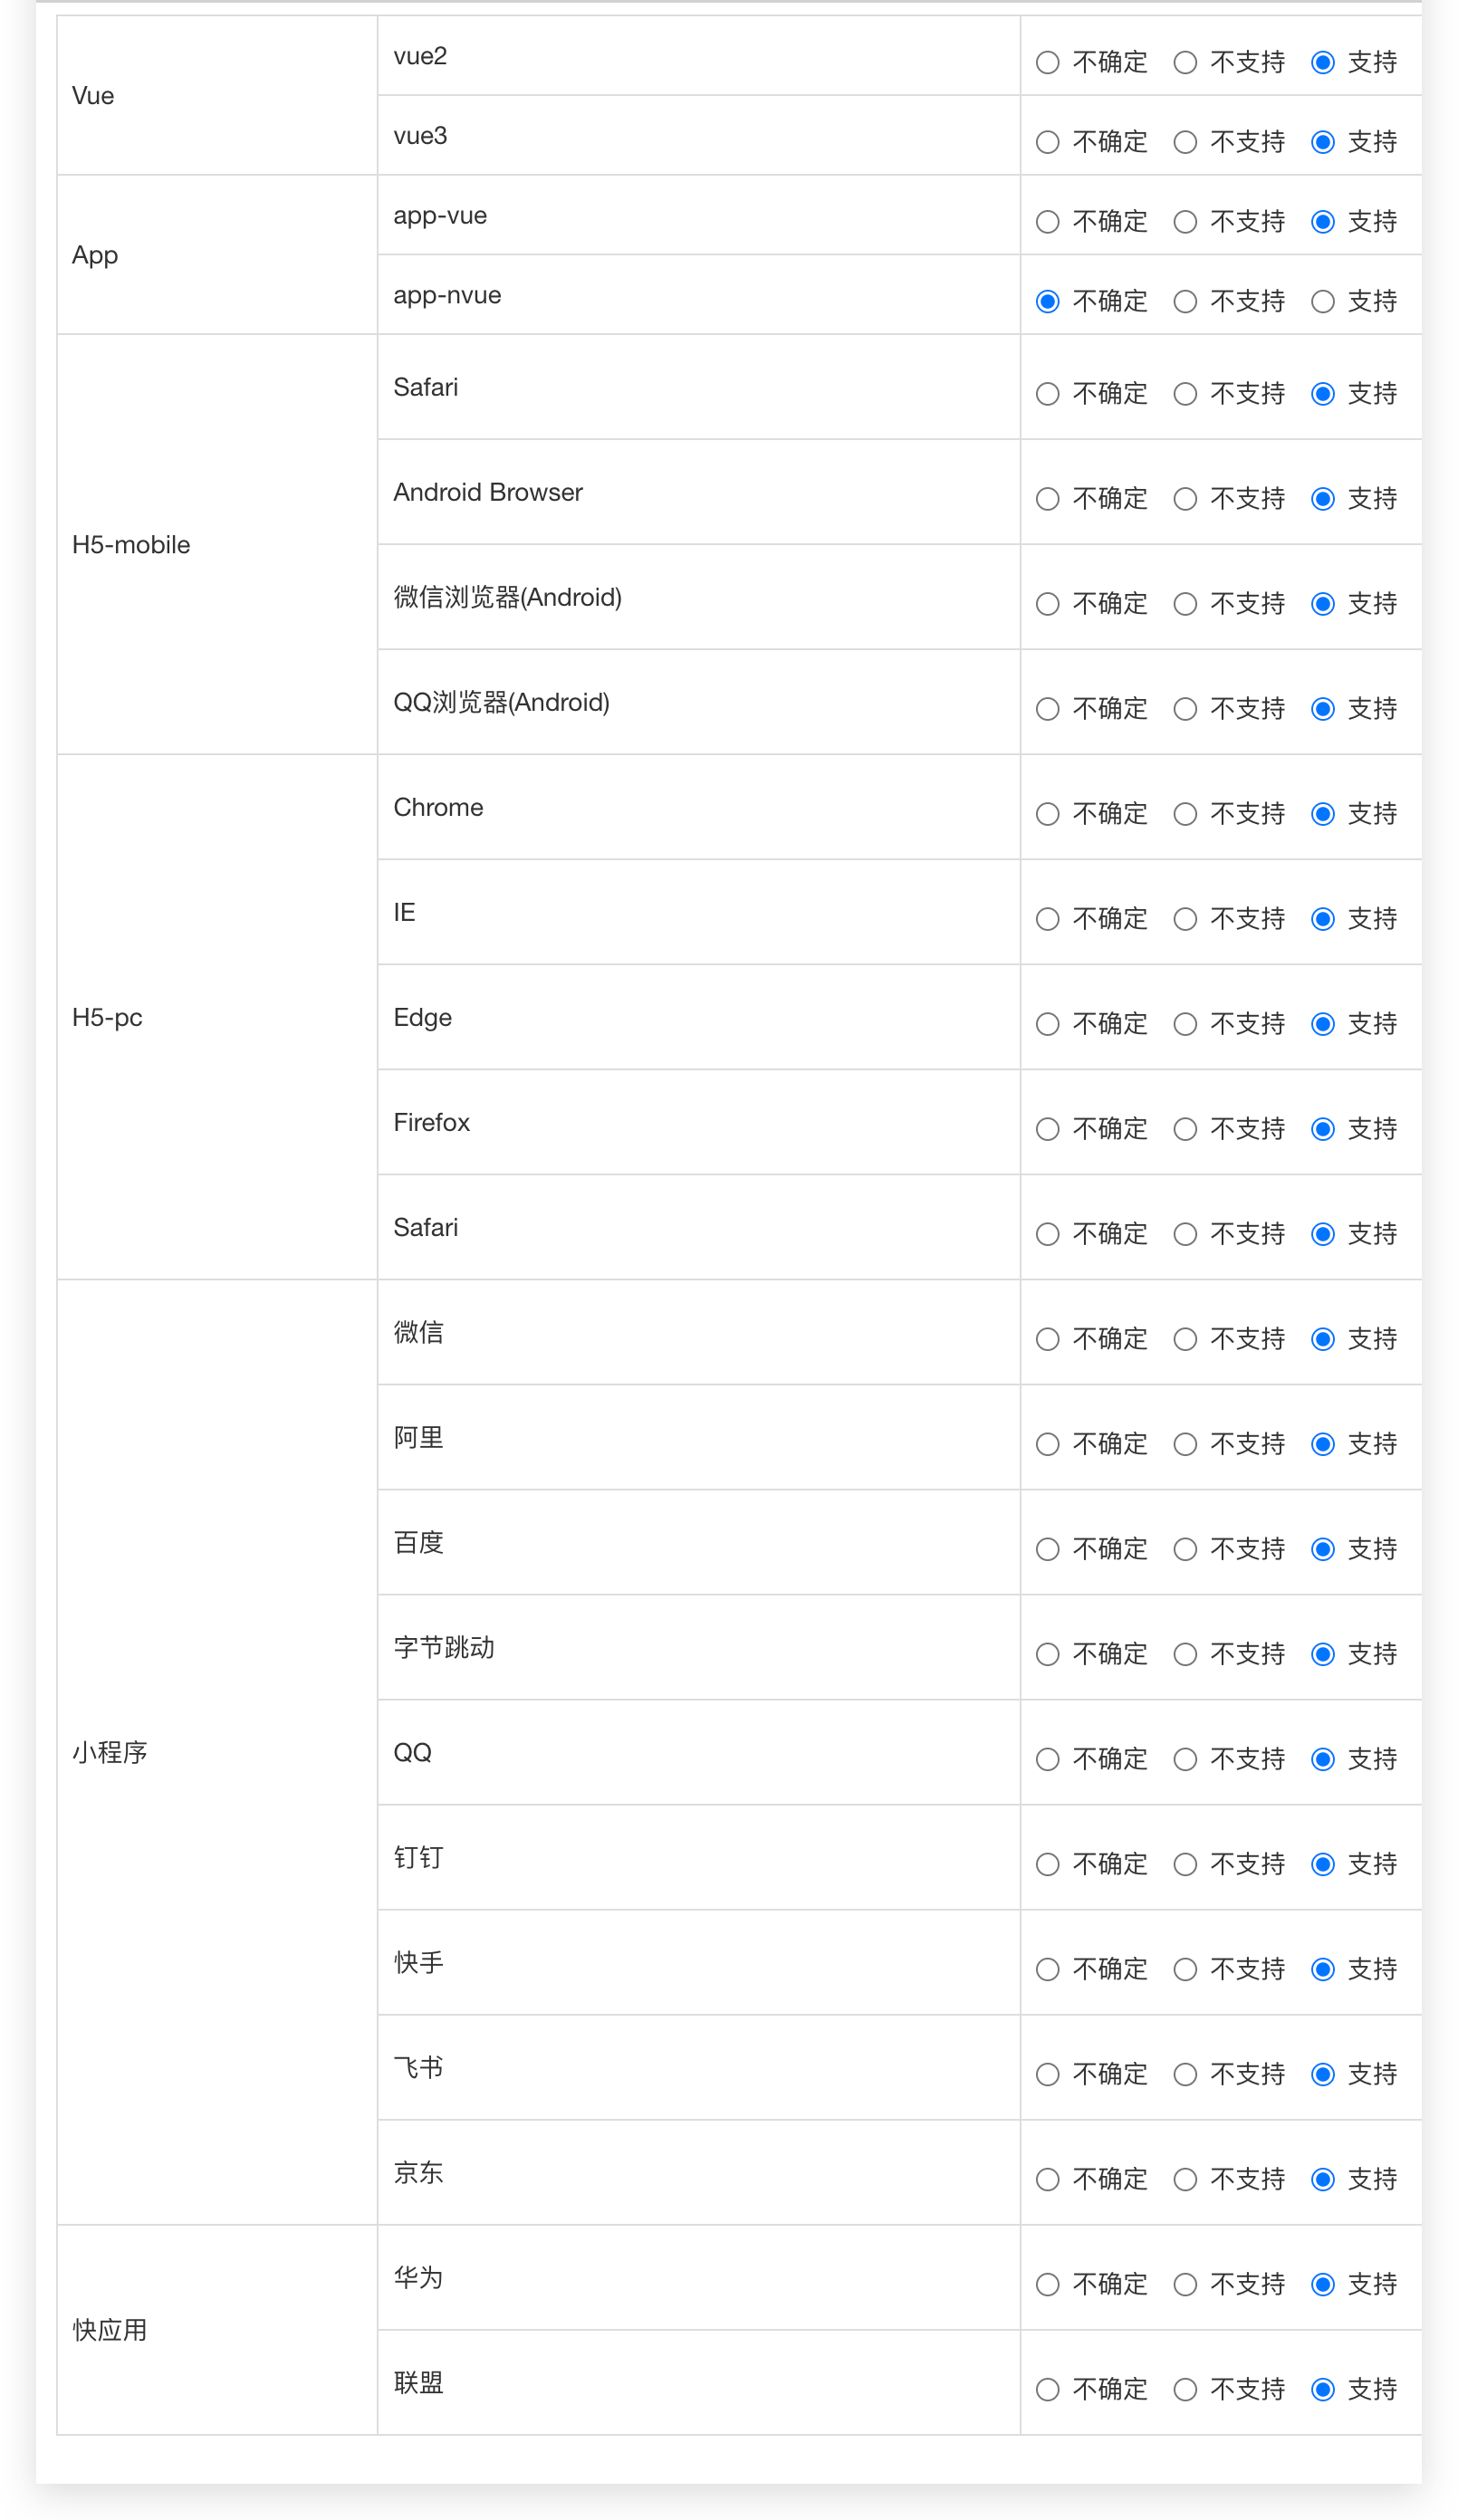 Vue
vue2
不确定 不支持 支持
vue3
不确定 不支持 支持
App
app-vue
不确定 不支持 支持
app-nvue
不确定 不支持 支持
H5-mobile
Safari
不确定 不支持 支持
Android Browser
不确定 不支持 支持
微信浏览器(Android)
不确定 不支持 支持
QQ浏览器(Android)
不确定 不支持 支持
H5-pc
Chrome
不确定 不支持 支持
IE
不确定 不支持 支持
Edge
不确定 不支持 支持
Firefox
不确定 不支持 支持
Safari
不确定 不支持 支持
小程序
微信
不确定 不支持 支持
阿里
不确定 不支持 支持
百度
不确定 不支持 支持
字节跳动
不确定 不支持 支持
QQ
不确定 不支持 支持
钉钉
不确定 不支持 支持
快手
不确定 不支持 支持
飞书
不确定 不支持 支持
京东
不确定 不支持 支持
快应用
华为
不确定 不支持 支持
联盟
不确定 不支持 支持